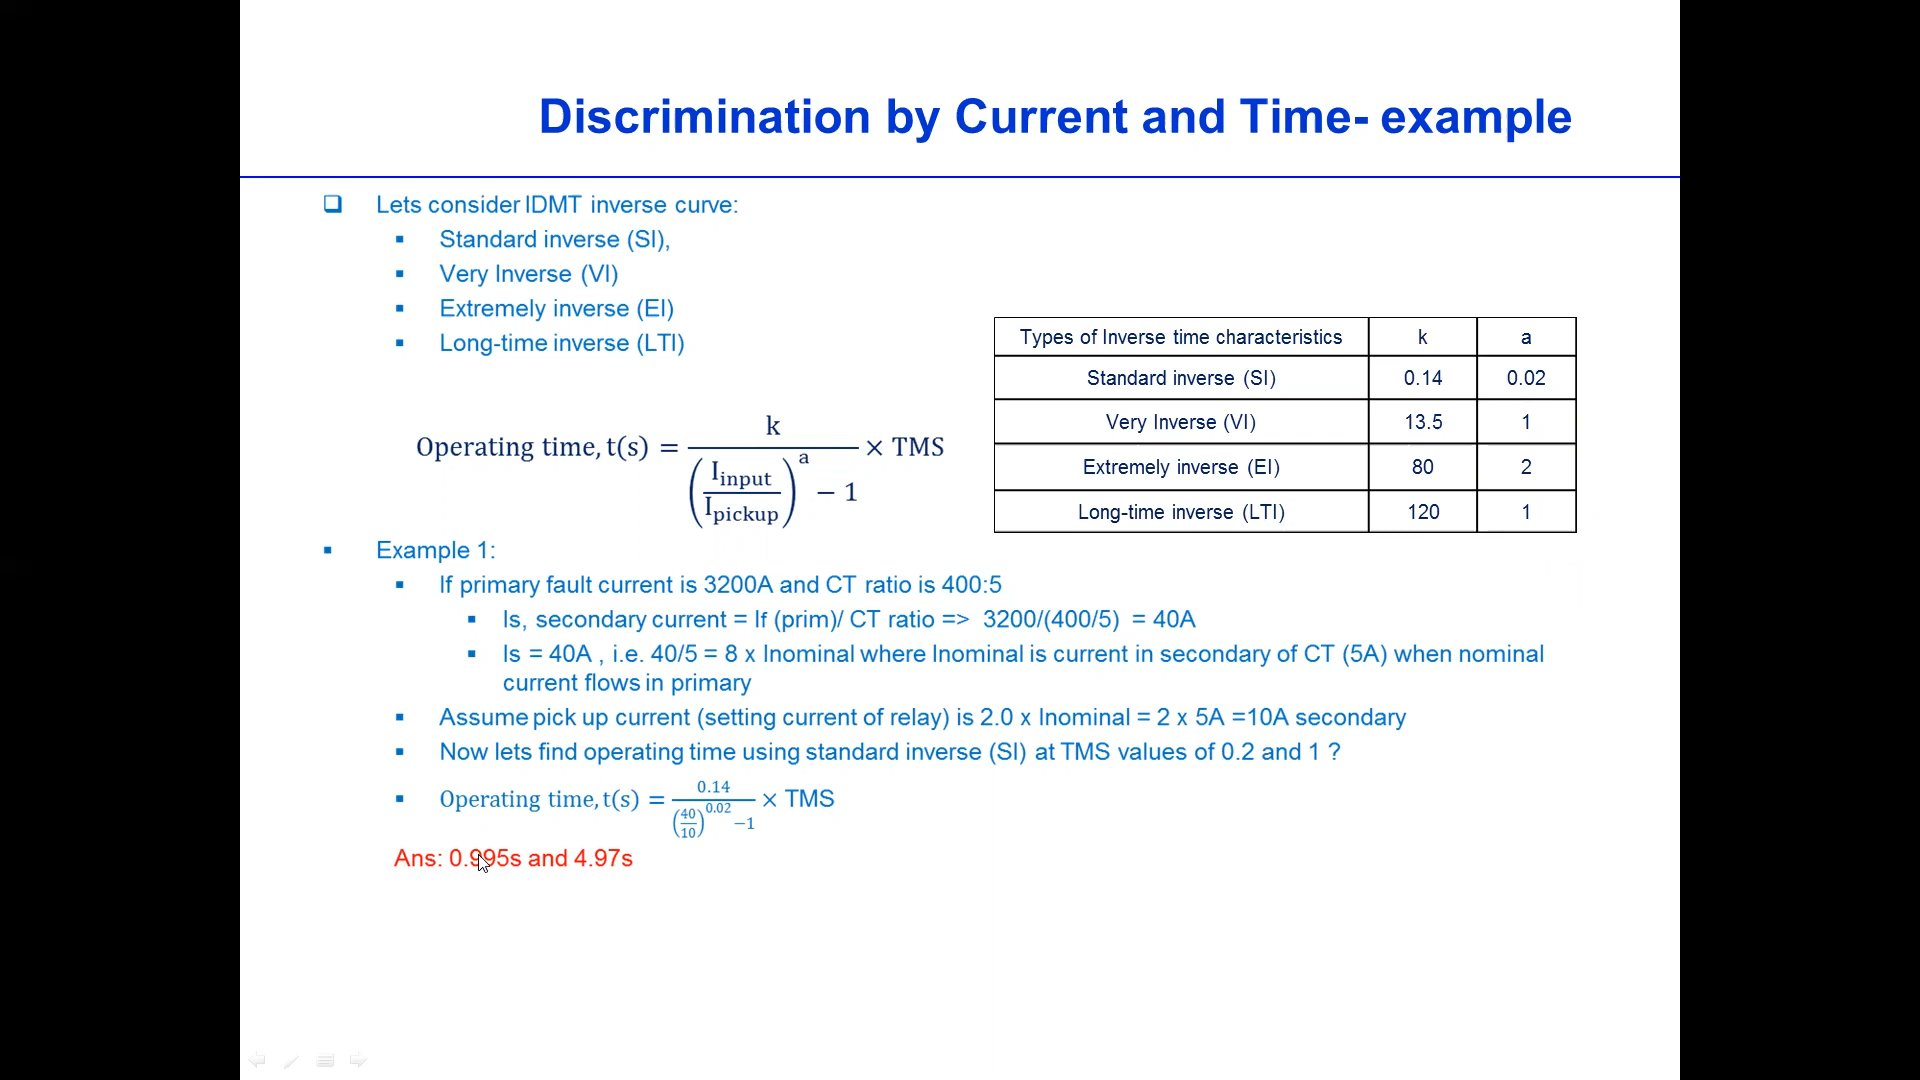 Discrimination by Current and Time- example
Lets consider IDMT inverse curve:
Standard inverse (SI),
Very Inverse (VI)
Extremely inverse (EI)
Long-time inverse (LTI)
Operating time, t(s) = k / ((I_input / I_pickup)^a − 1) × TMS
Types of Inverse time characteristics k a
Standard inverse (SI) 0.14 0.02
Very Inverse (VI) 13.5 1
Extremely inverse (EI) 80 2
Long-time inverse (LTI) 120 1
Example 1:
If primary fault current is 3200A and CT ratio is 400:5
Is, secondary current = If (prim)/ CT ratio => 3200/(400/5) = 40A
Is = 40A , i.e. 40/5 = 8 x Inominal where Inominal is current in secondary of CT (5A) when nominal
current flows in primary
Assume pick up current (setting current of relay) is 2.0 x Inominal = 2 x 5A =10A secondary
Now lets find operating time using standard inverse (SI) at TMS values of 0.2 and 1 ?
Operating time, t(s) = 0.14 / ((40/10)^0.02 −1) × TMS
Ans: 0.995s and 4.97s